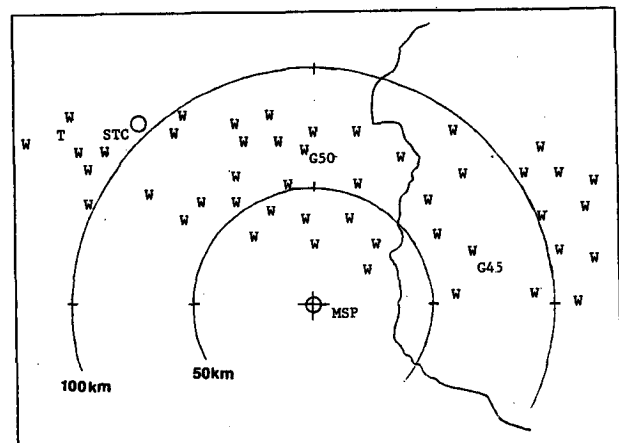 W W W
W
T STC W W W W
W W W W W
W W G50 W
W W W W W W
W W
W W
W W W W W
W W W W
W W
W W W W W
W G45
W W W
MSP
50km
100km